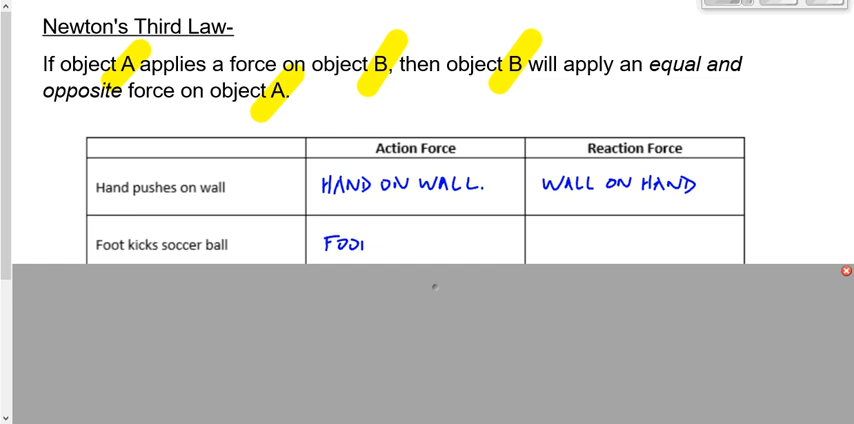 Newton's Third Law-
If object A applies a force on object B, then object B will apply an equal and
opposite force on object A.
Action Force Reaction Force
Hand pushes on wall HAND ON WALL. WALL ON HAND
Foot kicks soccer ball